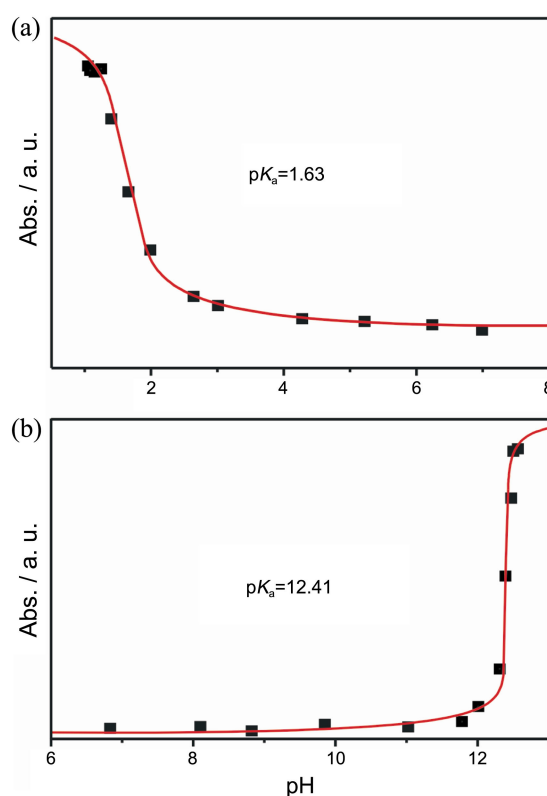 (a)
Abs. / a. u.
pKₐ=1.63
2 4 6 8
(b)
Abs. / a. u.
pKₐ=12.41
6 8 10 12
pH